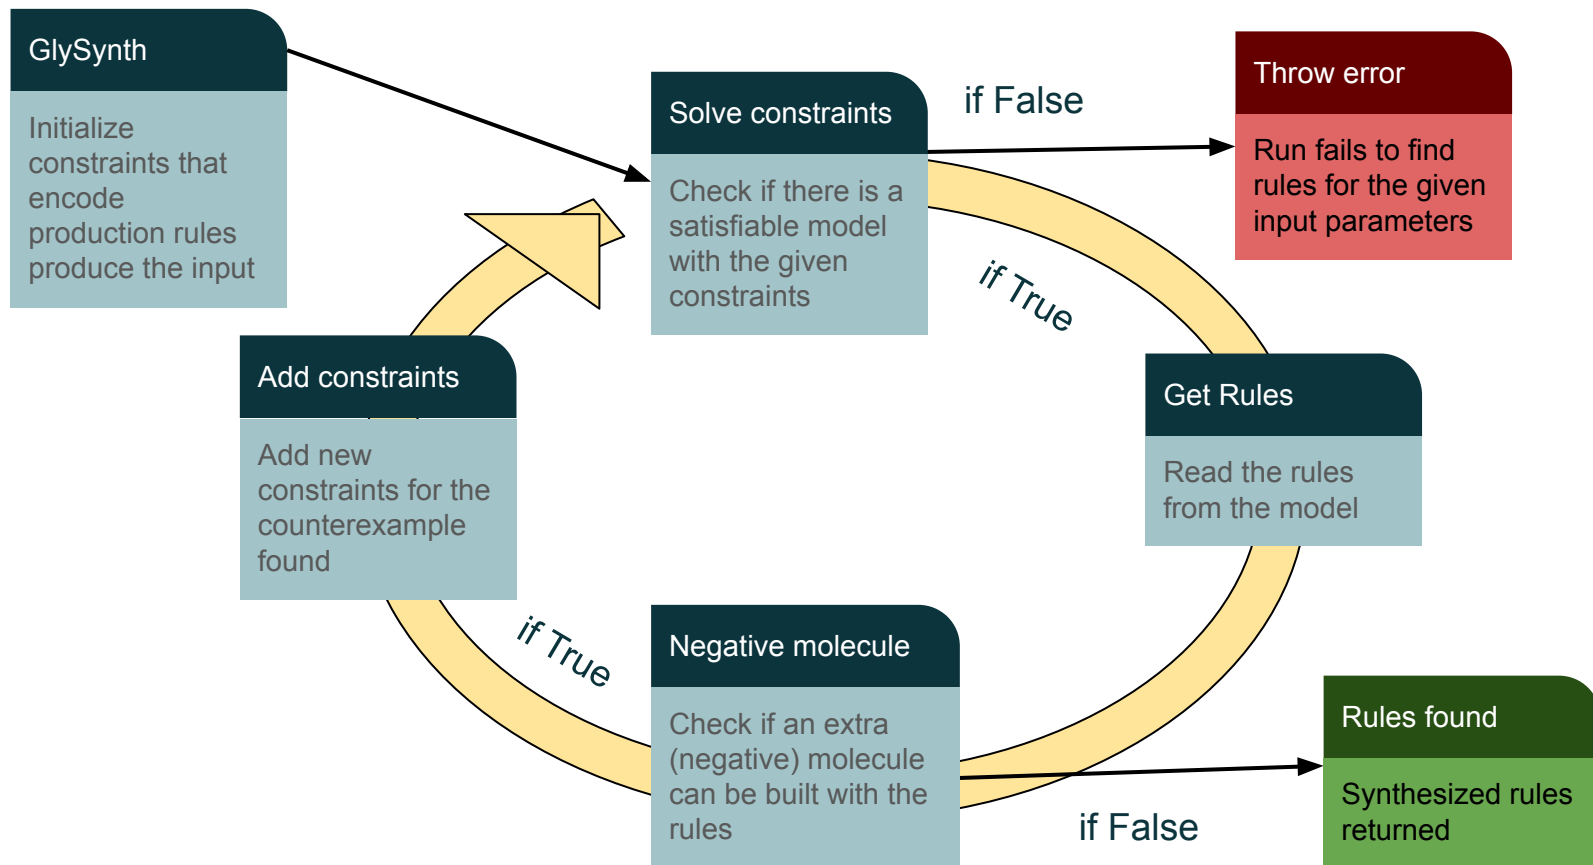 GlySynth
Initialize
constraints that
encode
production rules
produce the input
Solve constraints
Check if there is a
satisfiable model
with the given
constraints
if False
Throw error
Run fails to find
rules for the given
input parameters
if True
Get Rules
Read the rules
from the model
Negative molecule
Check if an extra
(negative) molecule
can be built with the
rules
if False
Rules found
Synthesized rules
returned
if True
Add constraints
Add new
constraints for the
counterexample
found